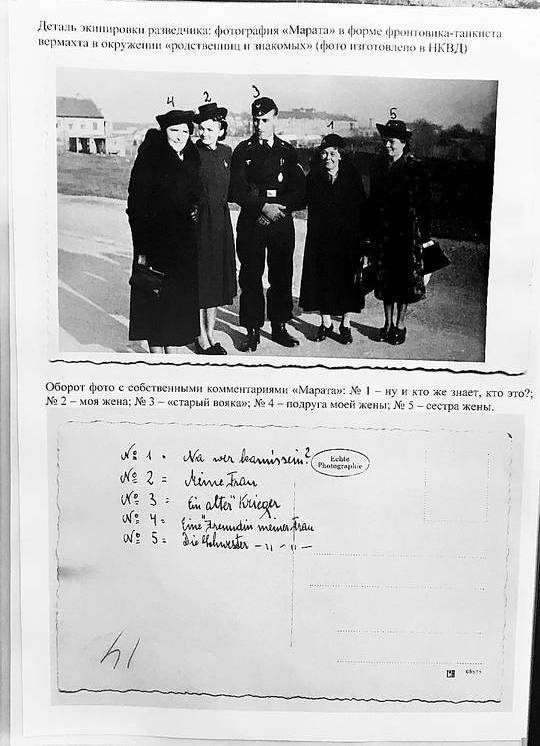 Деталь экипировки разведчика: фотография «Марата» в форме фронтовика-танкиста
вермахта в окружении «родственниц и знакомых» (фото изготовлено в НКВД)
4 2 3 1 5
Оборот фото с собственными комментариями «Марата»: № 1 – ну и кто же знает, кто это?;
№ 2 – моя жена; № 3 – «старый вояка»; № 4 – подруга моей жены; № 5 – сестра жены.
№ 1 = Na wer kannssein?
Echte
Photographie
№ 2 = Meine Frau
№ 3 = Ein "alter" Krieger
№ 4 = Eine Freundin meiner Frau
№ 5 = Die Schwester – " – " –
14